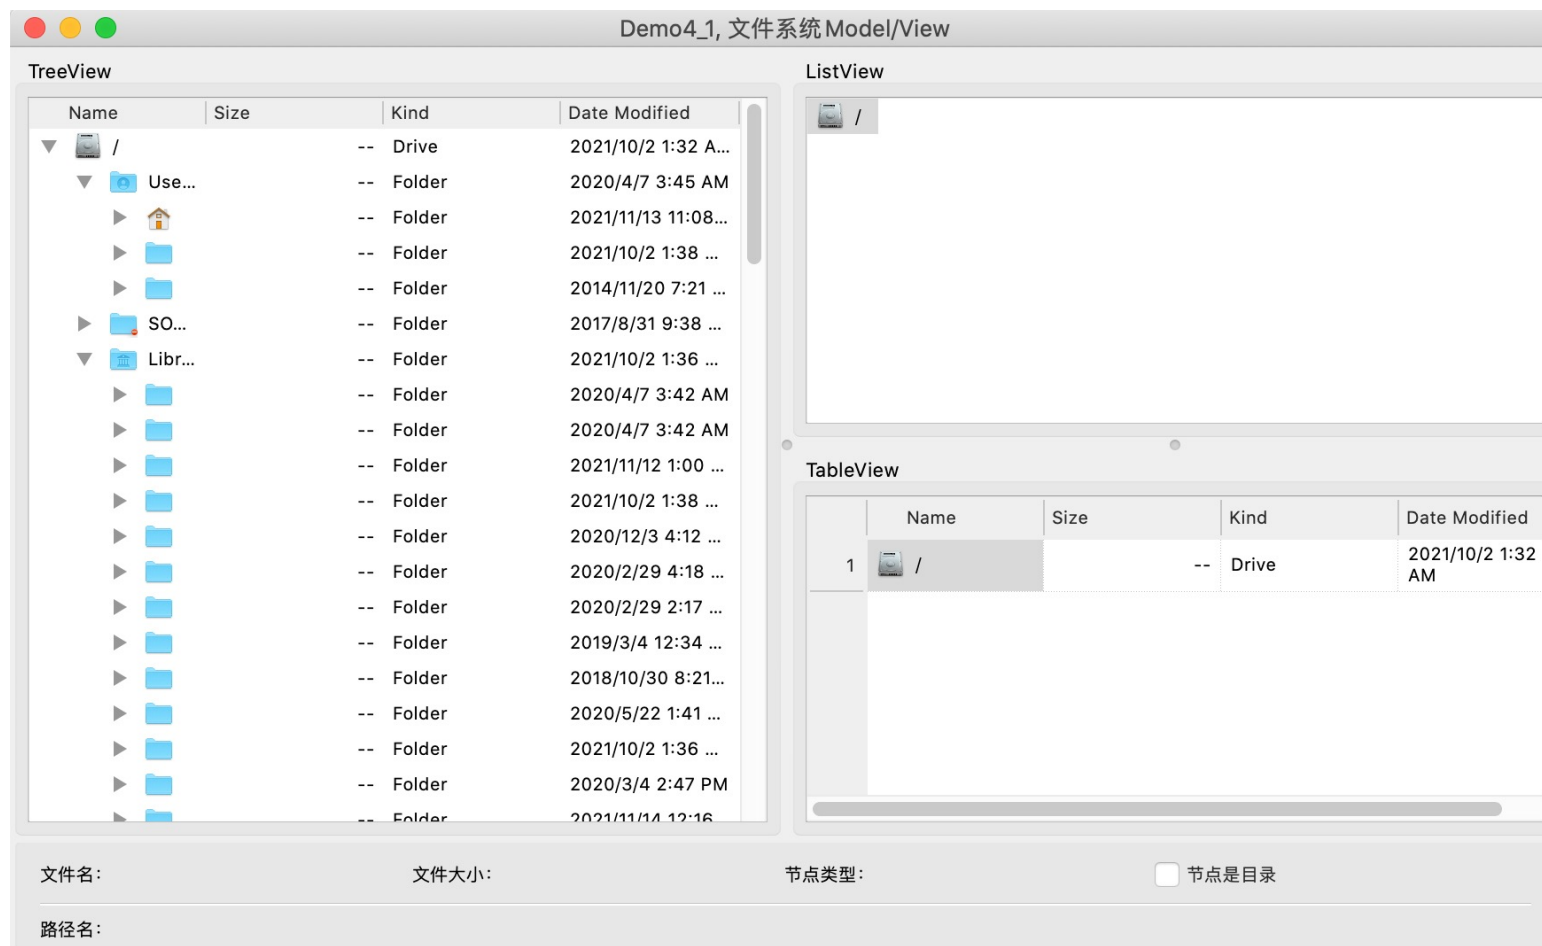 Demo4_1, 文件系统Model/View
TreeView
Name Size Kind Date Modified
/ -- Drive 2021/10/2 1:32 A...
Use... -- Folder 2020/4/7 3:45 AM
-- Folder 2021/11/13 11:08...
-- Folder 2021/10/2 1:38 ...
-- Folder 2014/11/20 7:21 ...
SO... -- Folder 2017/8/31 9:38 ...
Libr... -- Folder 2021/10/2 1:36 ...
-- Folder 2020/4/7 3:42 AM
-- Folder 2020/4/7 3:42 AM
-- Folder 2021/11/12 1:00 ...
-- Folder 2021/10/2 1:38 ...
-- Folder 2020/12/3 4:12 ...
-- Folder 2020/2/29 4:18 ...
-- Folder 2020/2/29 2:17 ...
-- Folder 2019/3/4 12:34 ...
-- Folder 2018/10/30 8:21...
-- Folder 2020/5/22 1:41 ...
-- Folder 2021/10/2 1:36 ...
-- Folder 2020/3/4 2:47 PM
-- Folder 2021/11/14 12:16
ListView
/
TableView
Name Size Kind Date Modified
1 / -- Drive 2021/10/2 1:32
AM
文件名: 文件大小: 节点类型: 节点是目录
路径名: